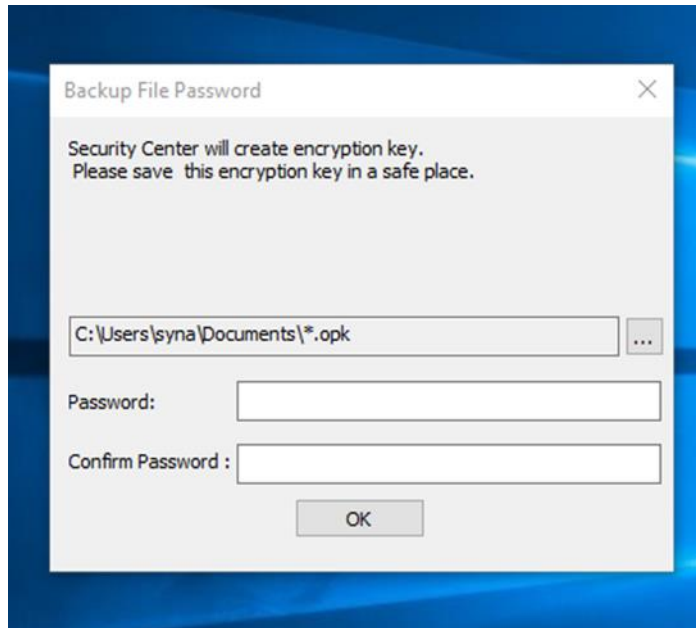 Backup File Password
Security Center will create encryption key.
Please save  this encryption key in a safe place.
C:\Users\syna\Documents\*.opk
...
Password:
Confirm Password :
OK